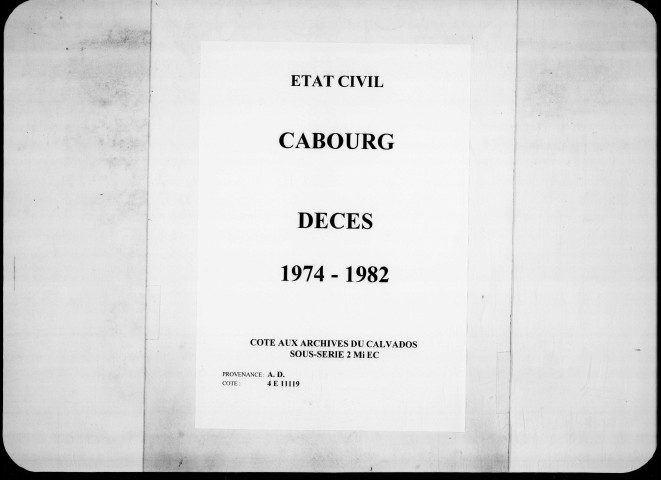 ETAT CIVIL
CABOURG
DECES
1974 - 1982
COTE AUX ARCHIVES DU CALVADOS
SOUS-SERIE 2 Mi EC
PROVENANCE: A. D.
COTE: 4 E 11119